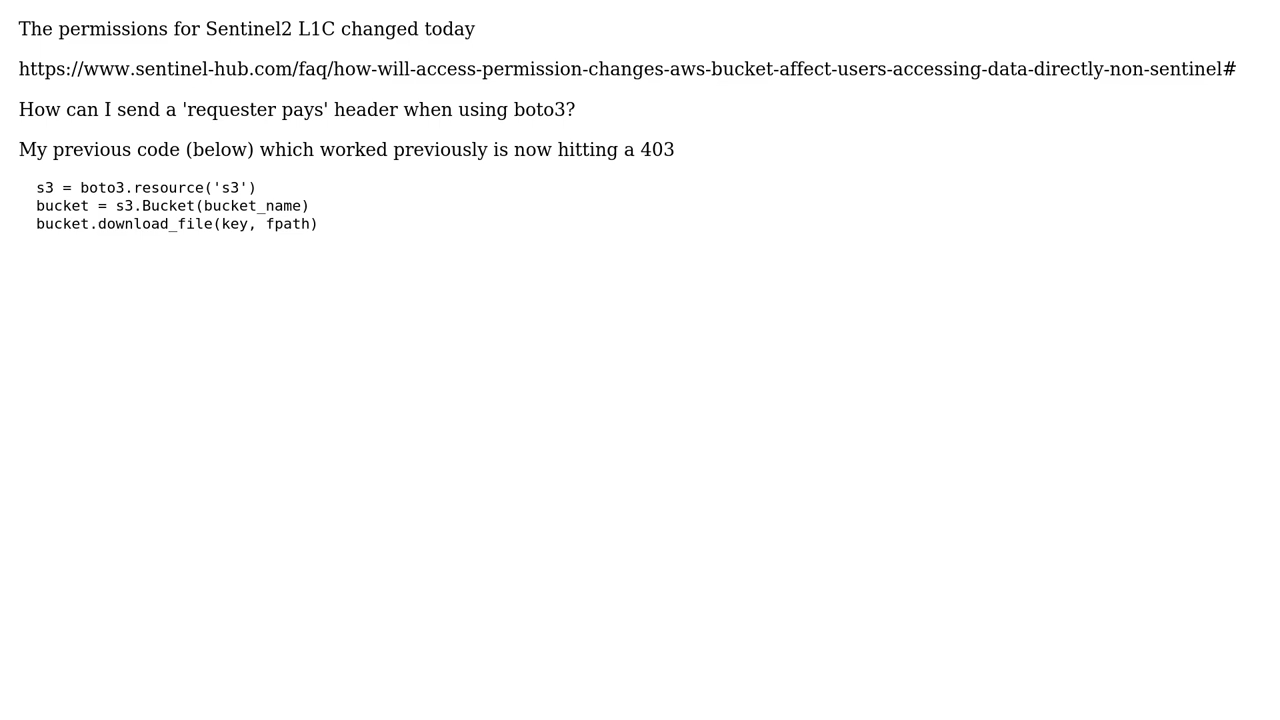 The permissions for Sentinel2 L1C changed today
https://www.sentinel-hub.com/faq/how-will-access-permission-changes-aws-bucket-affect-users-accessing-data-directly-non-sentinel#
How can I send a 'requester pays' header when using boto3?
My previous code (below) which worked previously is now hitting a 403
s3 = boto3.resource('s3')
bucket = s3.Bucket(bucket_name)
bucket.download_file(key, fpath)